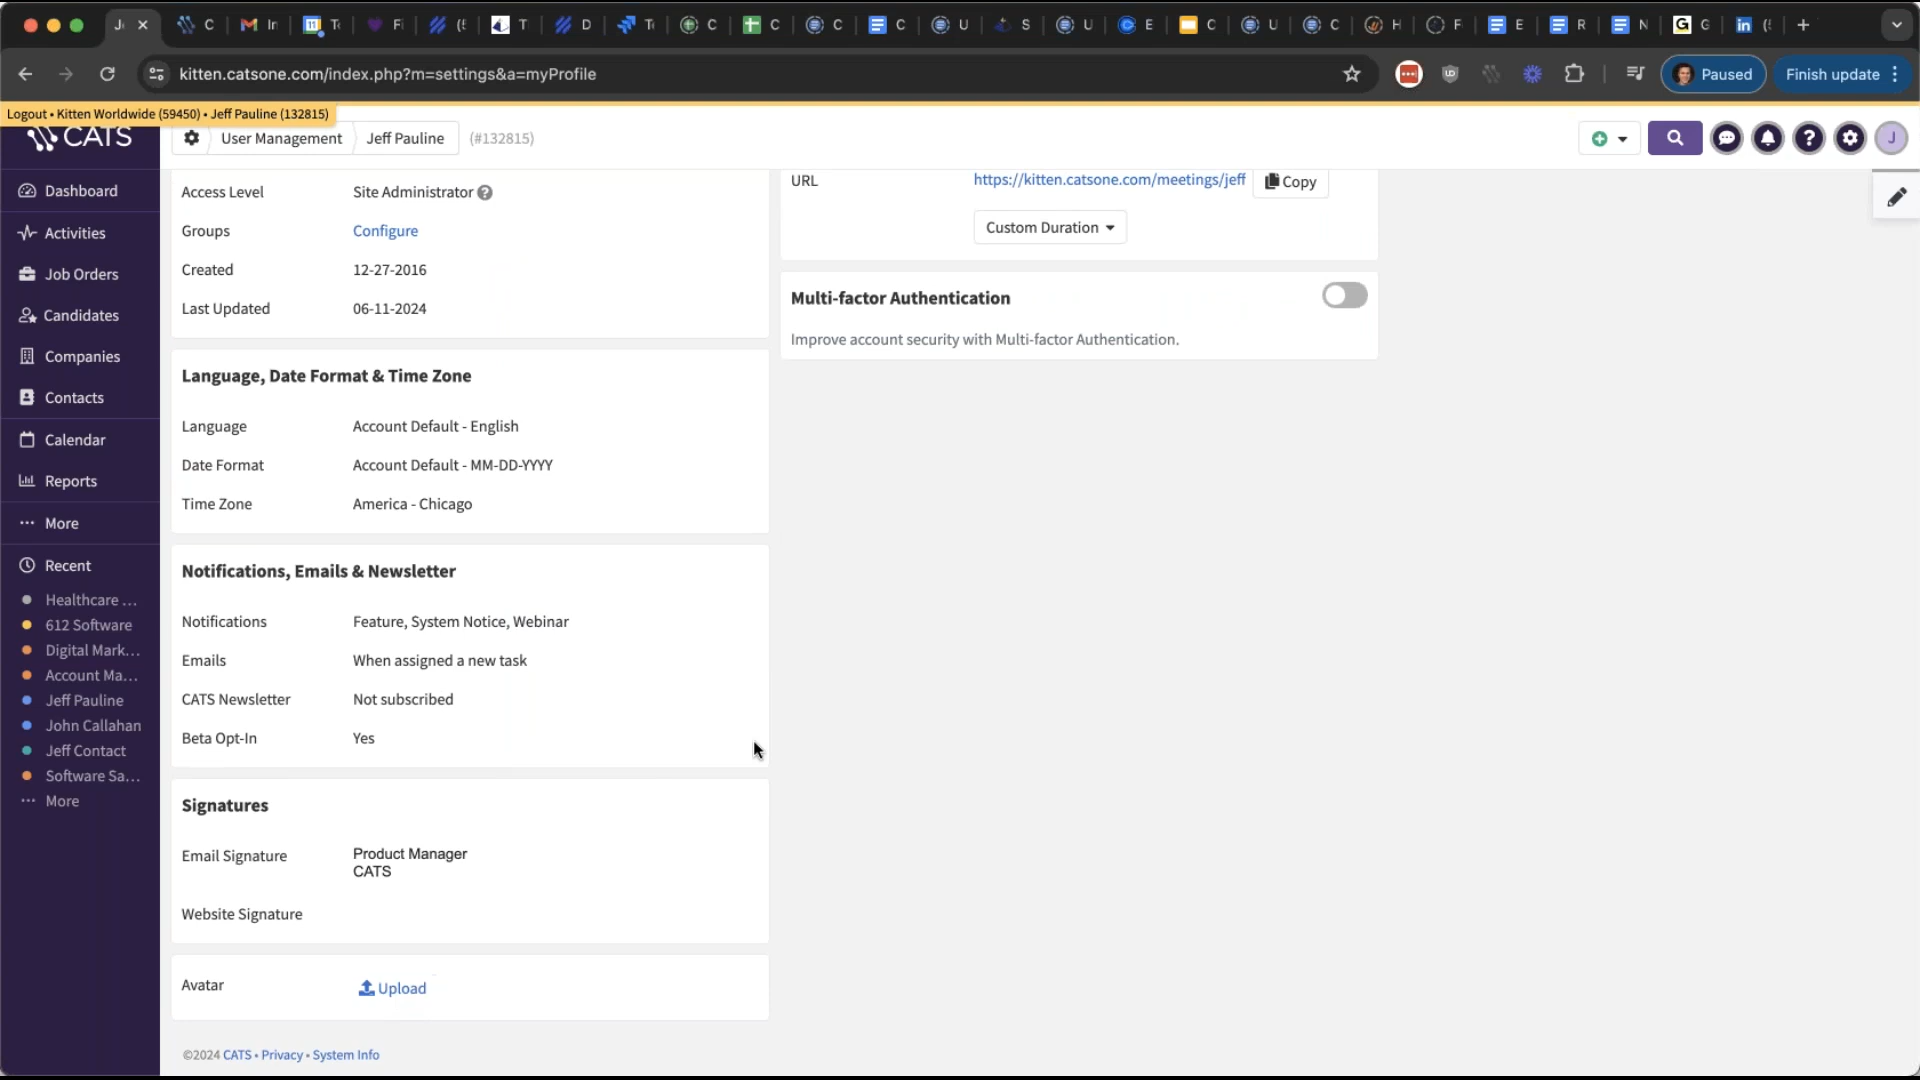 J
C
In
To
Fi
(5
T
D
To
C
C
C
C
U
S
U
E
C
U
C
H
F
E
R
N
G
kitten.catsone.com/index.php?m=settings&a=myProfile
Paused
Finish update
Logout • Kitten Worldwide (59450) • Jeff Pauline (132815)
CATS
User Management
Jeff Pauline
(#132815)
J
Dashboard
Activities
Job Orders
Candidates
Companies
Contacts
Calendar
Reports
More
Recent
Healthcare ...
612 Software
Digital Mark...
Account Ma...
Jeff Pauline
John Callahan
Jeff Contact
Software Sa...
More
Access Level Site Administrator
Groups Configure
Created 12-27-2016
Last Updated 06-11-2024
Language, Date Format & Time Zone
Language Account Default - English
Date Format Account Default - MM-DD-YYYY
Time Zone America - Chicago
Notifications, Emails & Newsletter
Notifications Feature, System Notice, Webinar
Emails When assigned a new task
CATS Newsletter Not subscribed
Beta Opt-In Yes
Signatures
Email Signature Product Manager
CATS
Website Signature
Avatar Upload
©2024 CATS • Privacy • System Info
URL https://kitten.catsone.com/meetings/jeff Copy
Custom Duration
Multi-factor Authentication
Improve account security with Multi-factor Authentication.